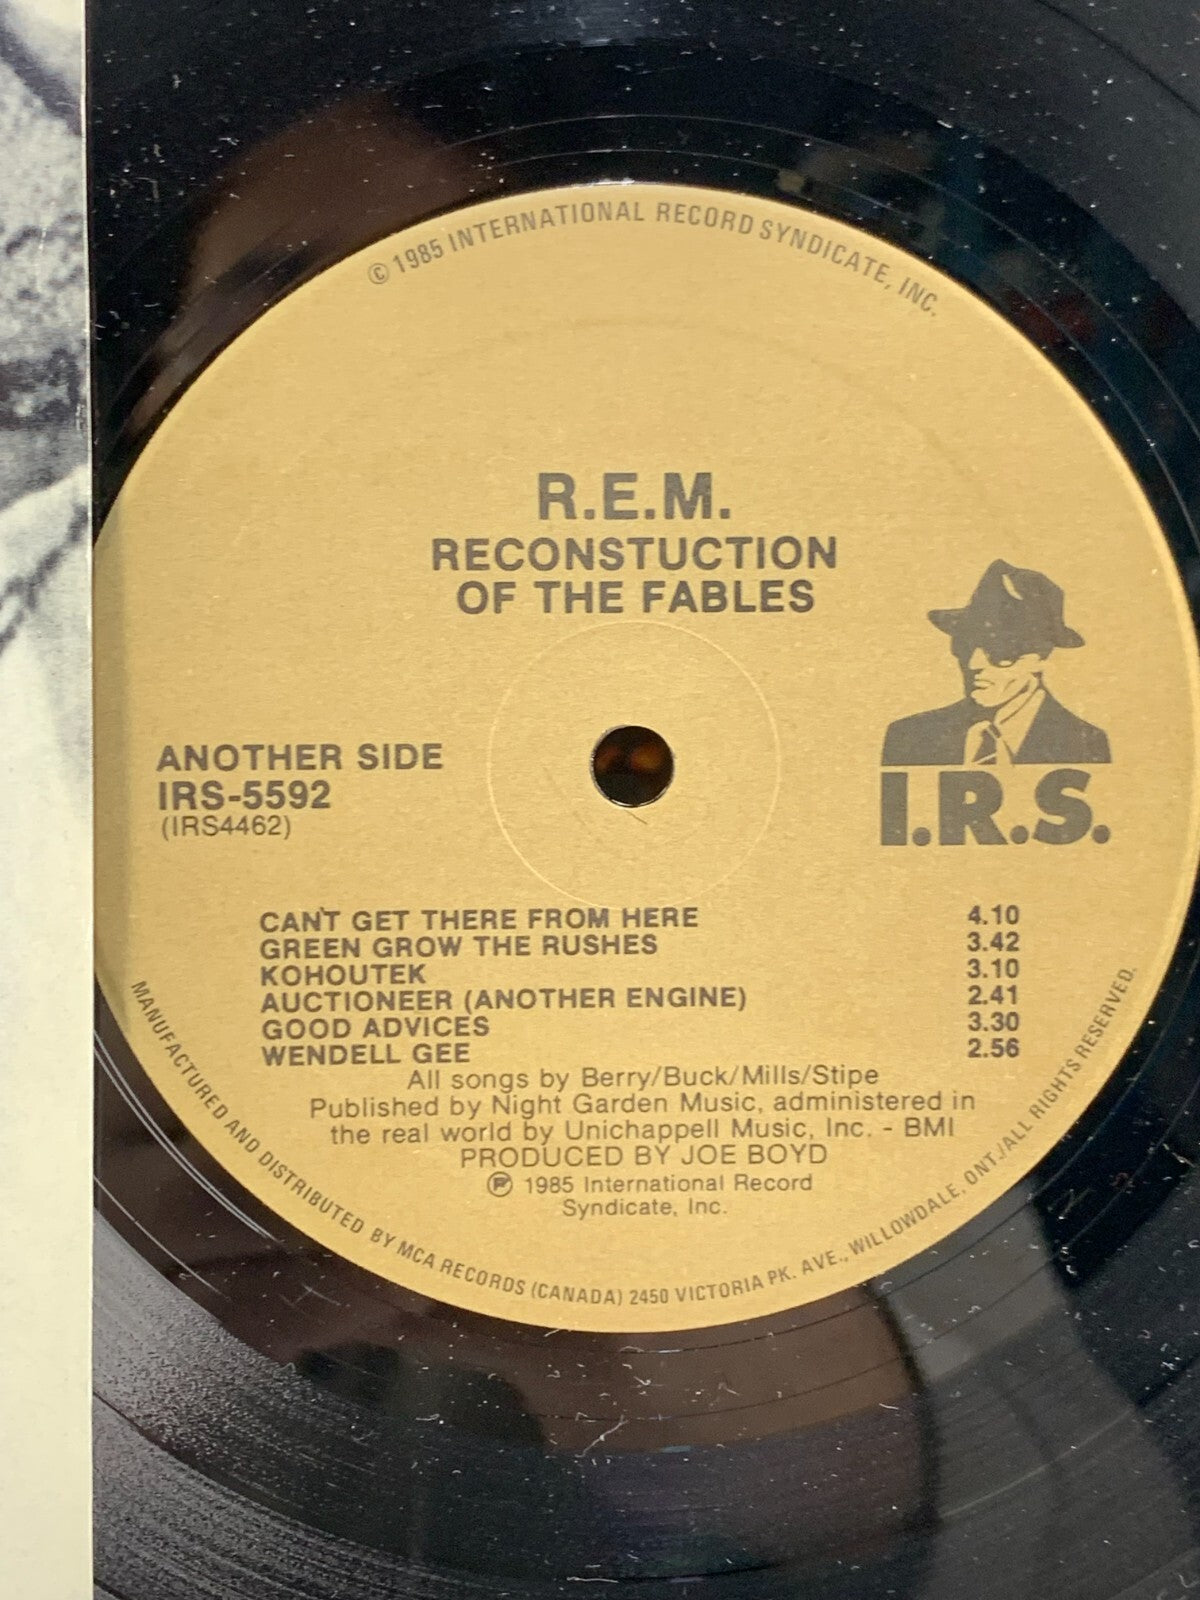 © 1985 INTERNATIONAL RECORD SYNDICATE, INC.
R.E.M.
RECONSTUCTION
OF THE FABLES
ANOTHER SIDE
IRS-5592
(IRS4462)
I.R.S.
CAN'T GET THERE FROM HERE 4.10
GREEN GROW THE RUSHES 3.42
KOHOUTEK 3.10
AUCTIONEER (ANOTHER ENGINE) 2.41
GOOD ADVICES 3.30
WENDELL GEE 2.56
All songs by Berry/Buck/Mills/Stipe
Published by Night Garden Music, administered in
the real world by Unichappell Music, Inc. - BMI
PRODUCED BY JOE BOYD
℗ 1985 International Record
Syndicate, Inc.
MANUFACTURED AND DISTRIBUTED BY MCA RECORDS (CANADA) 2450 VICTORIA PK. AVE., WILLOWDALE, ONT./ALL RIGHTS RESERVED.